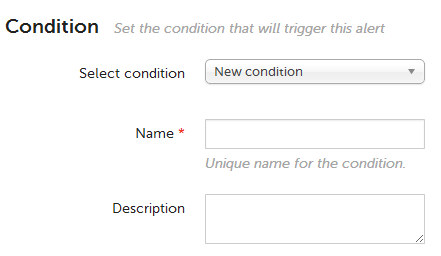 Condition Set the condition that will trigger this alert
Select condition New condition
Name *
Unique name for the condition.
Description